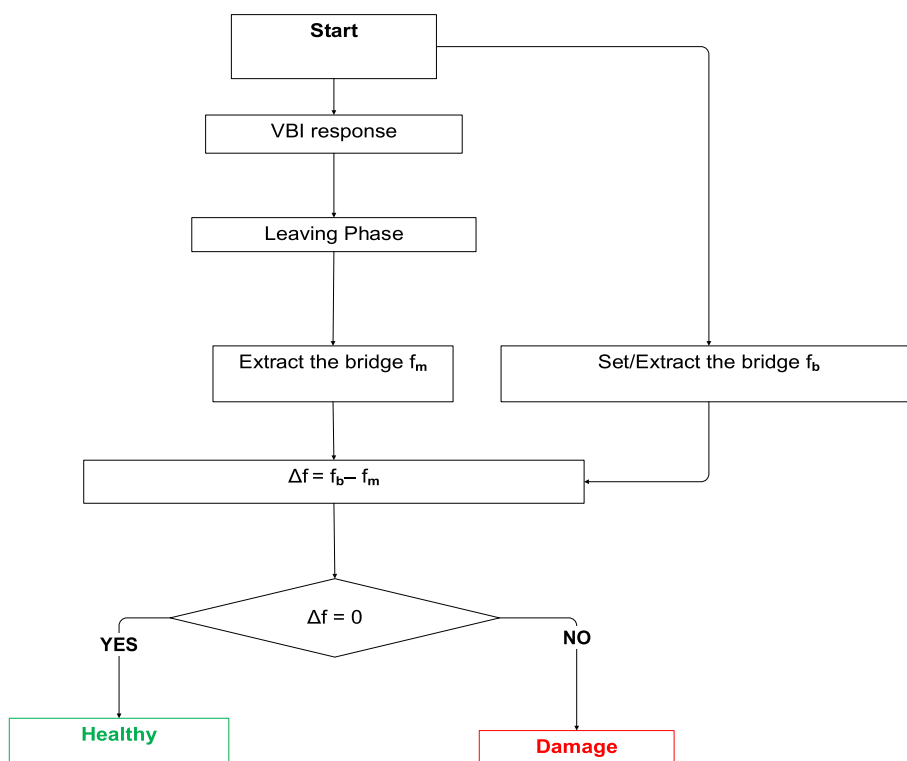 Start
VBI response
Leaving Phase
Extract the bridge fm
Set/Extract the bridge fb
Δf = fb– fm
Δf = 0
YES
NO
Healthy
Damage